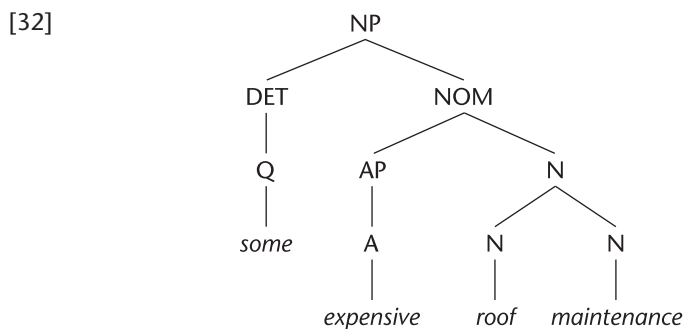 [32] NP
DET NOM
Q AP N
some A N N
expensive roof maintenance